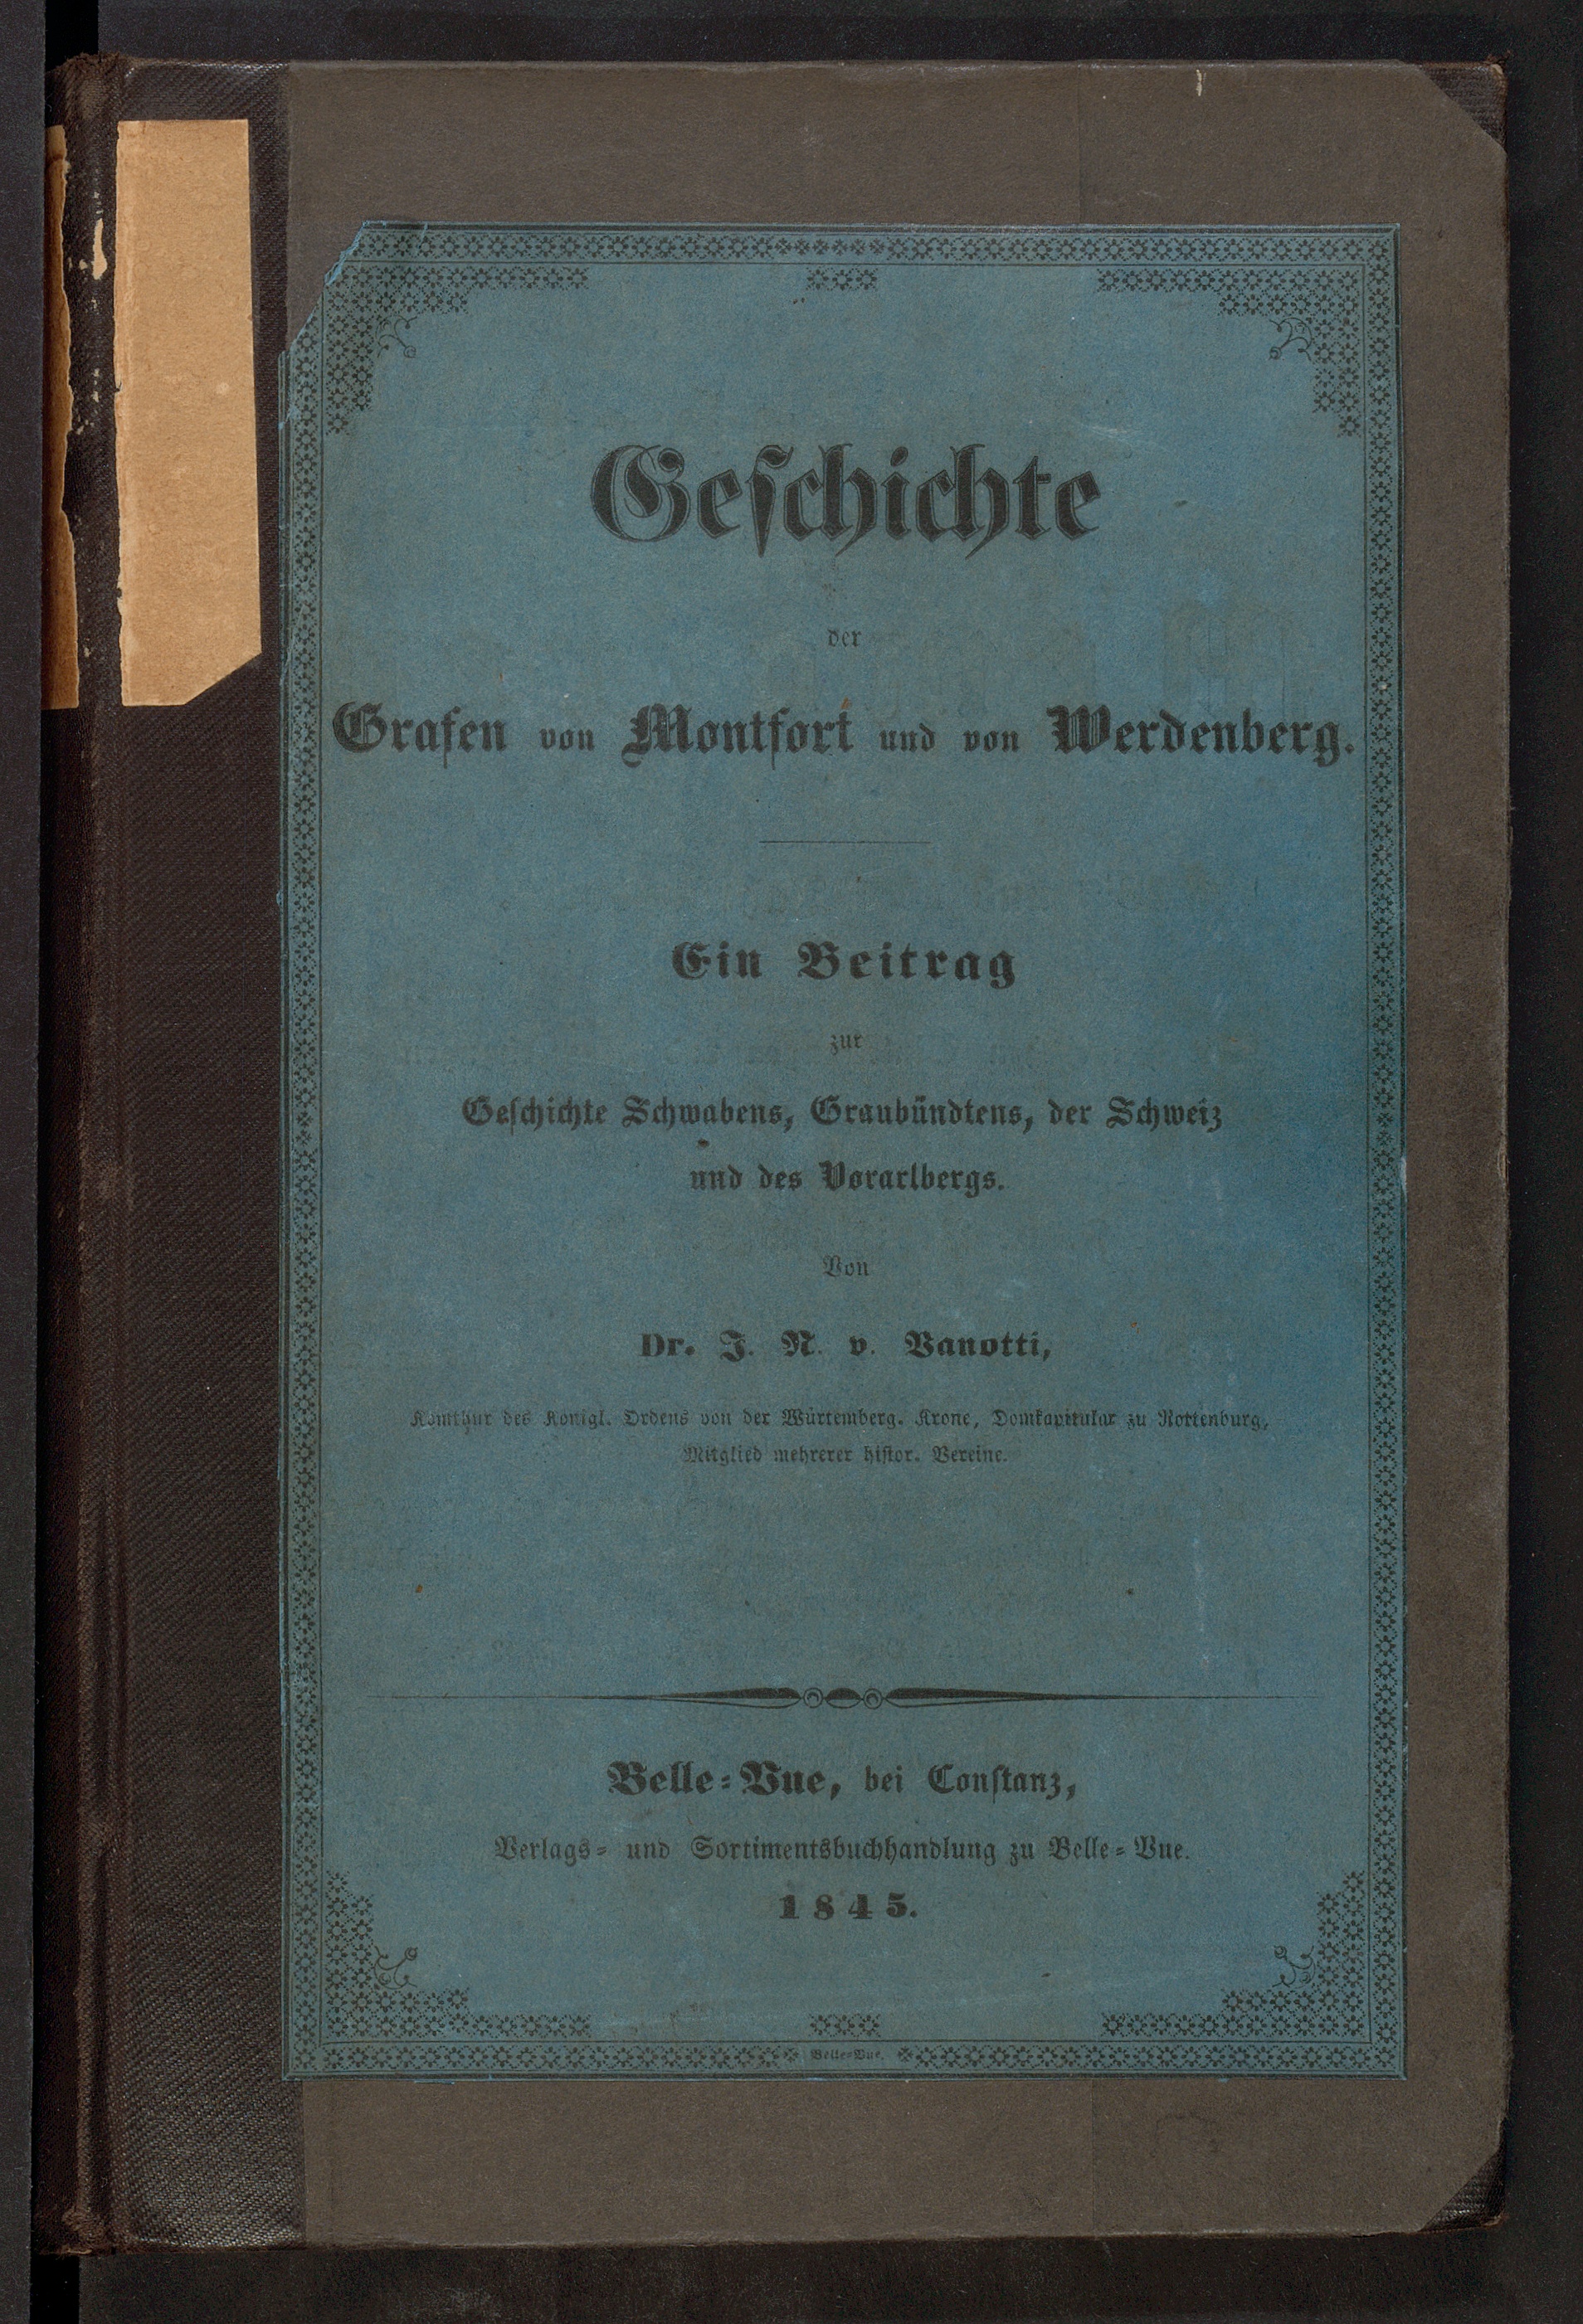 Geſchichte
der
Grafen von Montfort und von Werdenberg.
Ein Beitrag
zur
Geſchichte Schwabens, Graubündtens, der Schweiz
und des Vorarlbergs.
Von
Dr. J. N. v. Vanotti,
Komthur des Königl. Ordens von der Würtemberg. Krone, Domkapitular zu Rottenburg,
Mitglied mehrerer hiſtor. Vereine.
Belle-Vue, bei Conſtanz,
Verlags- und Sortimentsbuchhandlung zu Belle-Vue.
1845.
Belle-Vue.